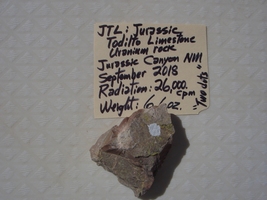 JTL: Jurassic
Todilto Limestone
Uranium rock
Jurassic Canyon NM
September 2018
Radiation: 26,000. cpm
Weight: 6.6 oz.
"Two dots"